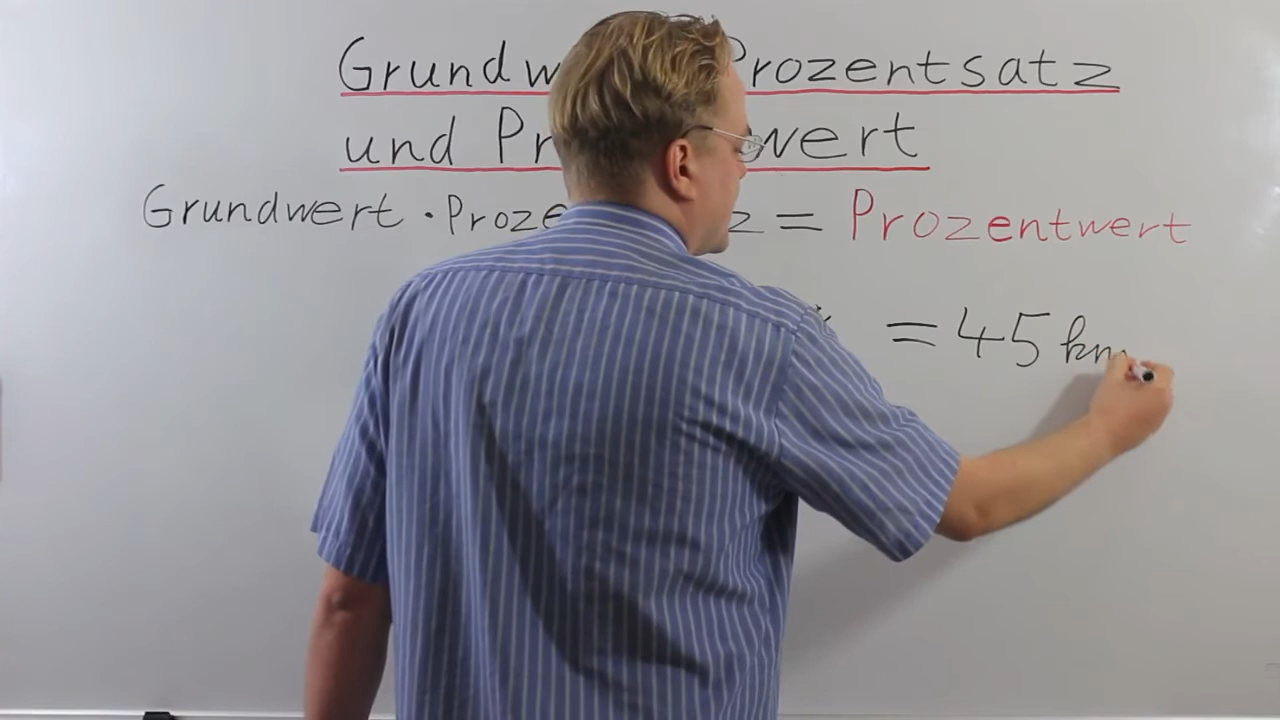 Grundw Prozentsatz
und Pr wert
Grundwert · Proze z = Prozentwert
= 45 km